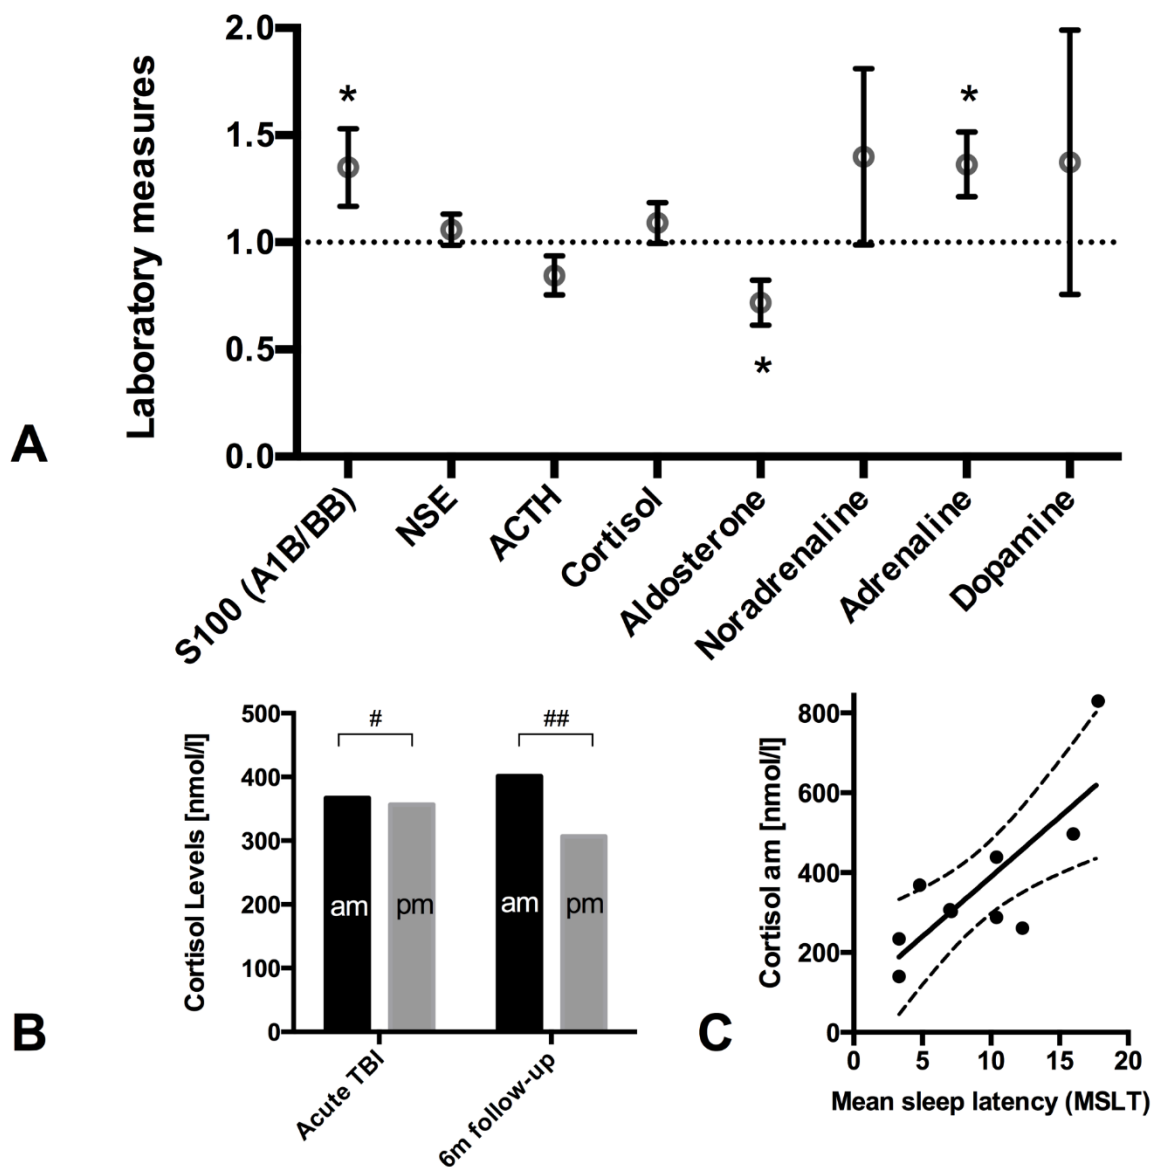 Laboratory measures
2.0
1.5
1.0
0.5
0.0
*
*
*
S100 (A1B/BB)
NSE
ACTH
Cortisol
Aldosterone
Noradrenaline
Adrenaline
Dopamine
A
Cortisol Levels [nmol/l]
500
400
300
200
100
0
#
##
am
pm
am
pm
Acute TBI
6m follow-up
B
Cortisol am [nmol/l]
800
600
400
200
0
0
5
10
15
20
Mean sleep latency (MSLT)
C